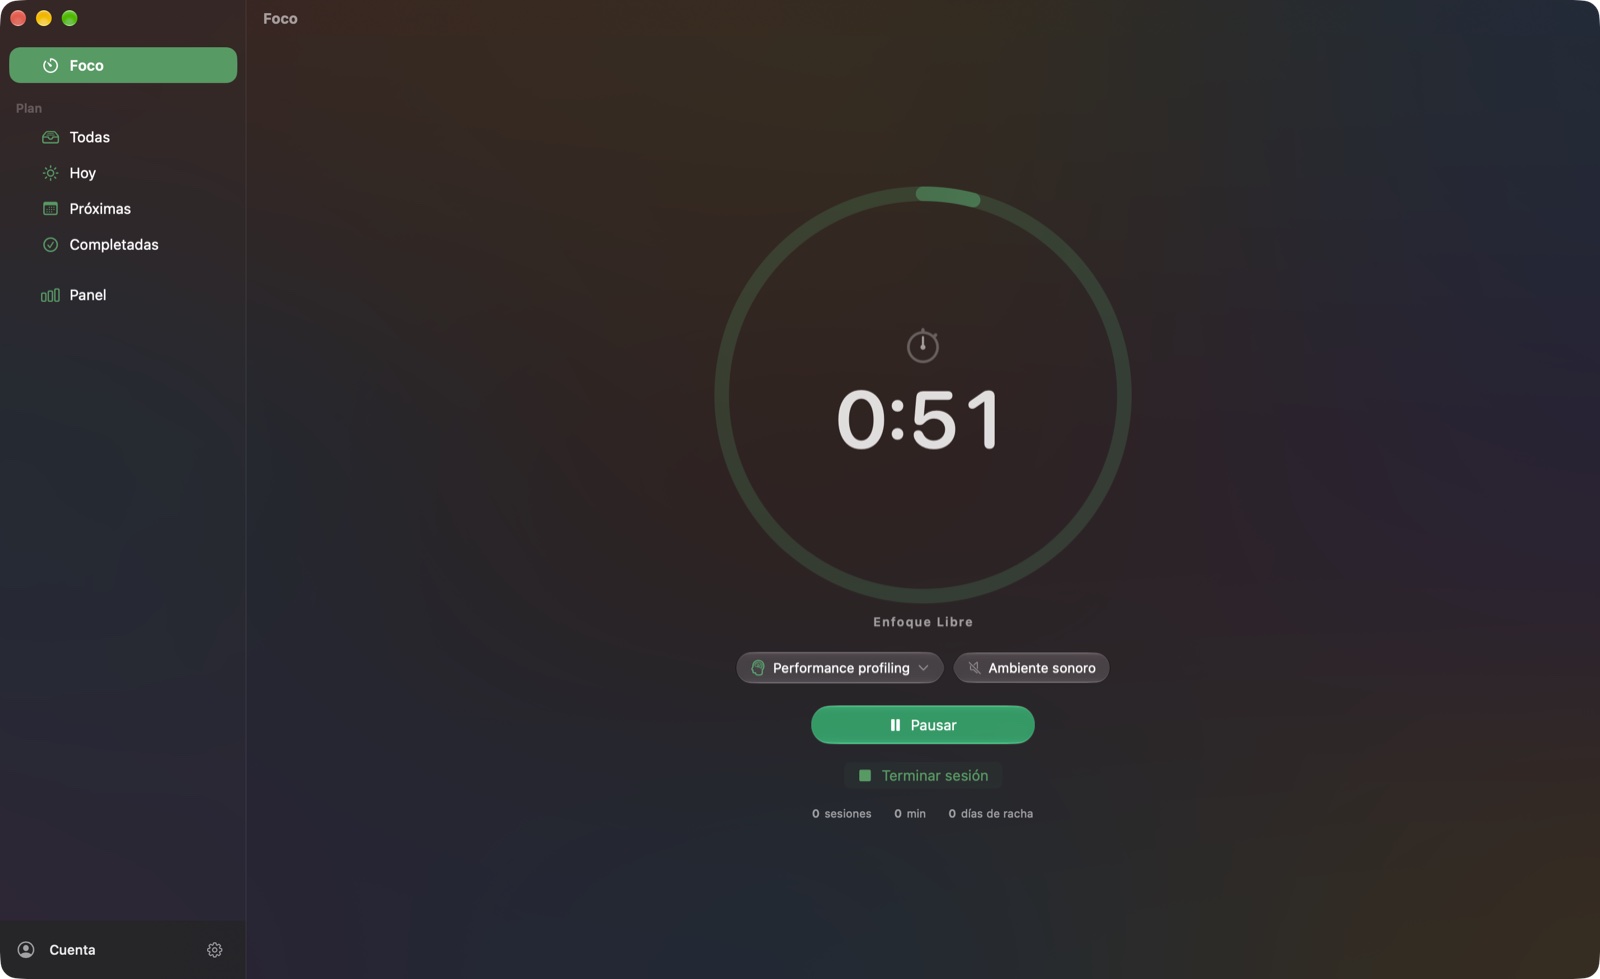 Foco
Foco
Plan
Todas
Hoy
Próximas
Completadas
Panel
0:51
Enfoque Libre
Performance profiling
Ambiente sonoro
Pausar
Terminar sesión
0 sesiones 0 min 0 días de racha
Cuenta